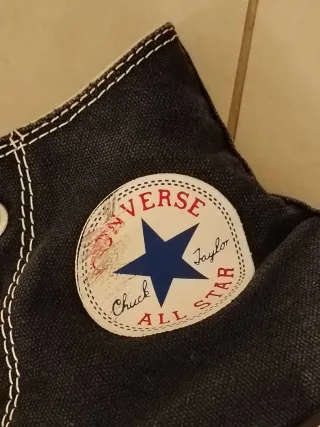 CONVERSE
Chuck Taylor
ALL STAR